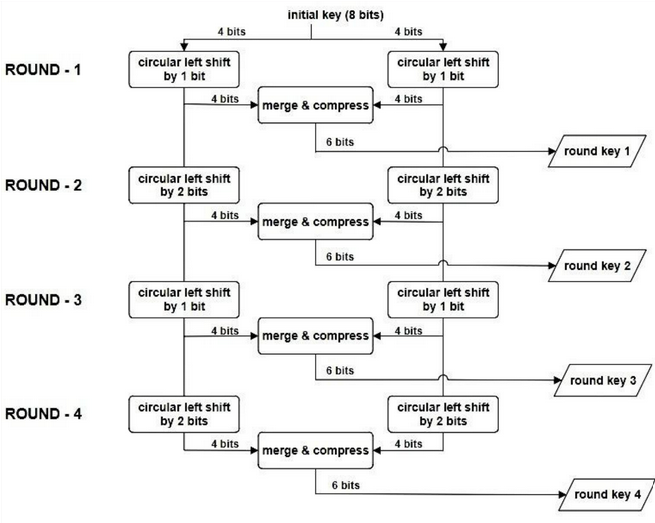 initial key (8 bits)
4 bits 4 bits
ROUND - 1
circular left shift
by 1 bit
circular left shift
by 1 bit
4 bits
merge & compress
4 bits
6 bits
round key 1
ROUND - 2
circular left shift
by 2 bits
circular left shift
by 2 bits
4 bits
merge & compress
4 bits
6 bits
round key 2
ROUND - 3
circular left shift
by 1 bit
circular left shift
by 1 bit
4 bits
merge & compress
4 bits
6 bits
round key 3
ROUND - 4
circular left shift
by 2 bits
circular left shift
by 2 bits
4 bits
merge & compress
4 bits
6 bits
round key 4